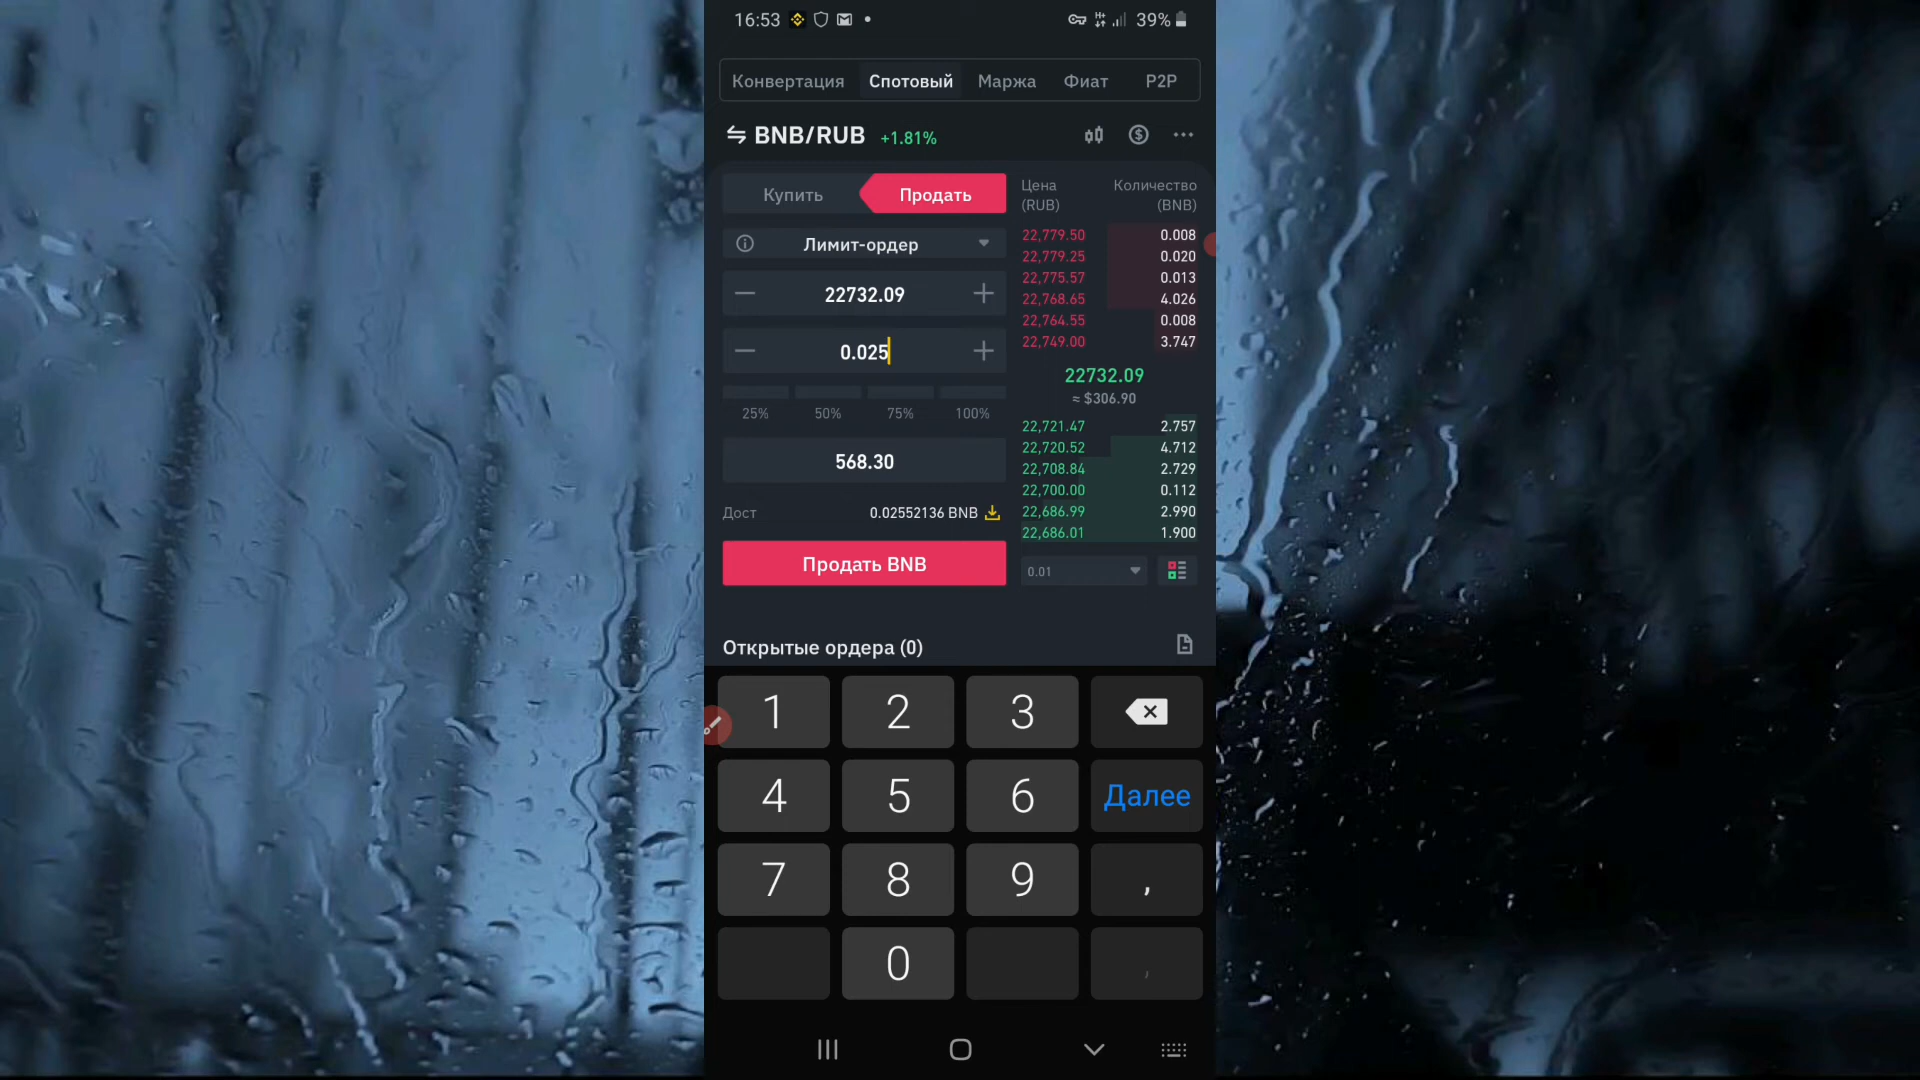 16:53
39%
Конвертация Спотовый Маржа Фиат P2P
BNB/RUB +1.81%
Купить Продать
Лимит-ордер
22732.09
0.025
25% 50% 75% 100%
568.30
Дост 0.02552136 BNB
Продать BNB
Цена Количество
(RUB) (BNB)
22,779.50 0.008
22,779.25 0.020
22,775.57 0.013
22,768.65 4.026
22,764.55 0.008
22,749.00 3.747
22732.09
≈ $306.90
22,721.47 2.757
22,720.52 4.712
22,708.84 2.729
22,700.00 0.112
22,686.99 2.990
22,686.01 1.900
0.01
Открытые ордера (0)
1 2 3
4 5 6 Далее
7 8 9 ,
0 ,